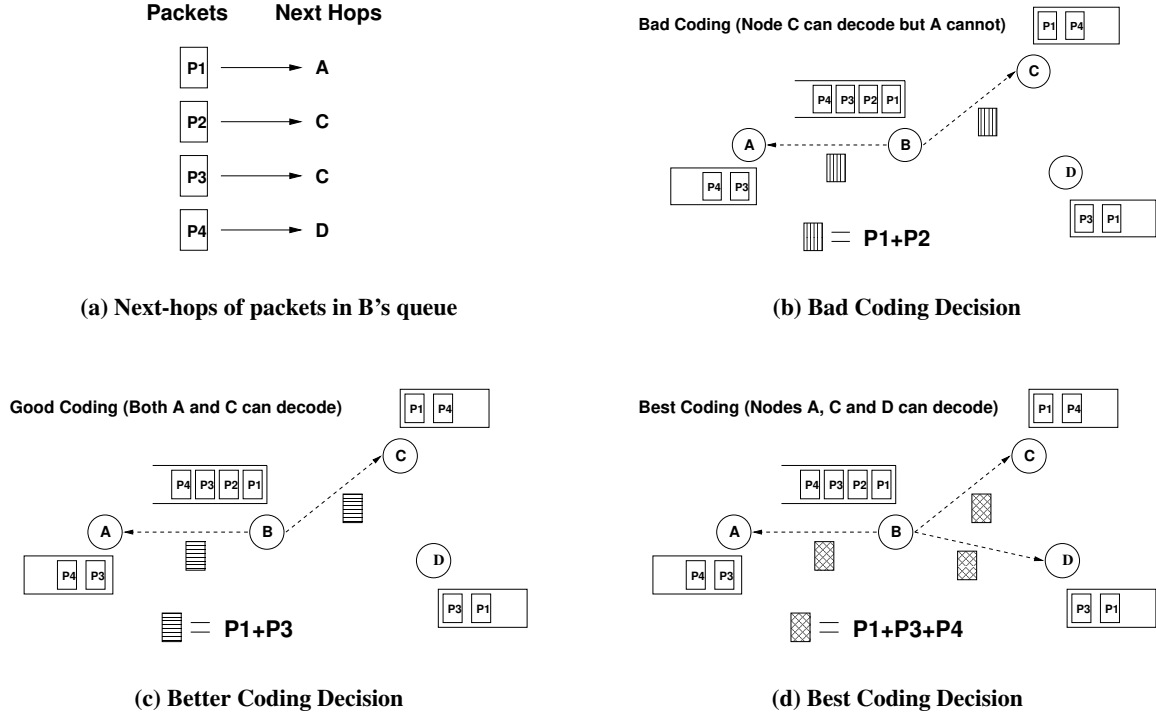 Packets Next Hops
P1 A
P2 C
P3 C
P4 D
(a) Next-hops of packets in B's queue
Bad Coding (Node C can decode but A cannot)
P1 P4
C
P4 P3 P2 P1
A B
P4 P3
D
P3 P1
= P1+P2
(b) Bad Coding Decision
Good Coding (Both A and C can decode)
P1 P4
C
P4 P3 P2 P1
A B
D
P4 P3
P3 P1
= P1+P3
(c) Better Coding Decision
Best Coding (Nodes A, C and D can decode)
P1 P4
C
P4 P3 P2 P1
A B
D
P4 P3
P3 P1
= P1+P3+P4
(d) Best Coding Decision